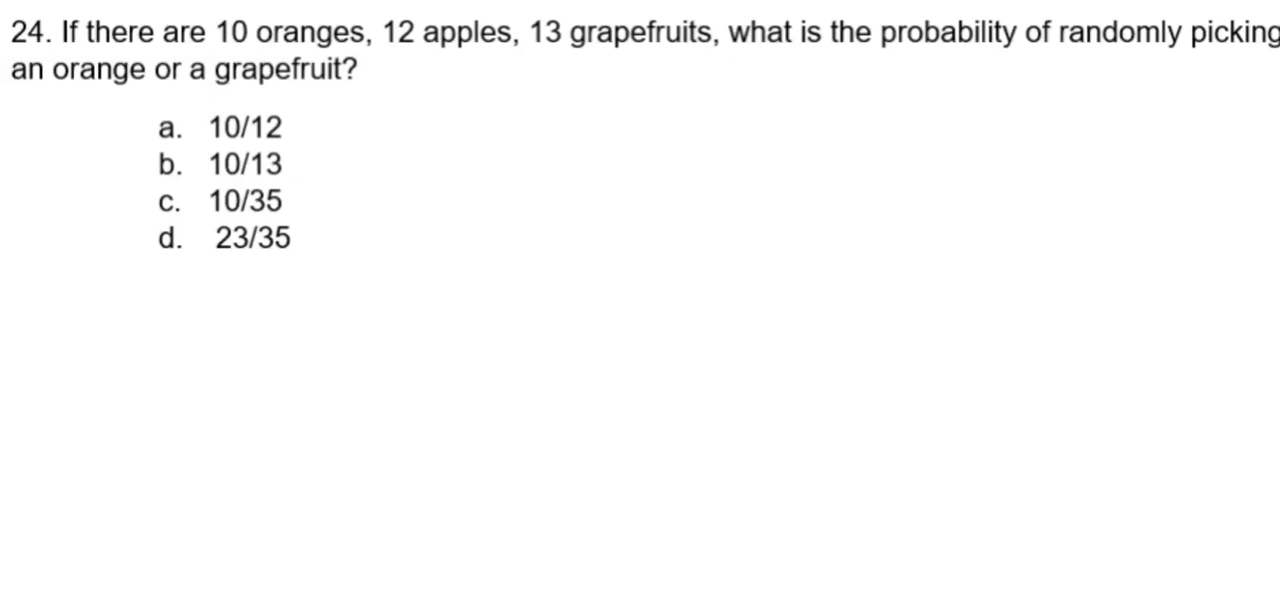 24. If there are 10 oranges, 12 apples, 13 grapefruits, what is the probability of randomly picking
an orange or a grapefruit?
a. 10/12
b. 10/13
c. 10/35
d. 23/35